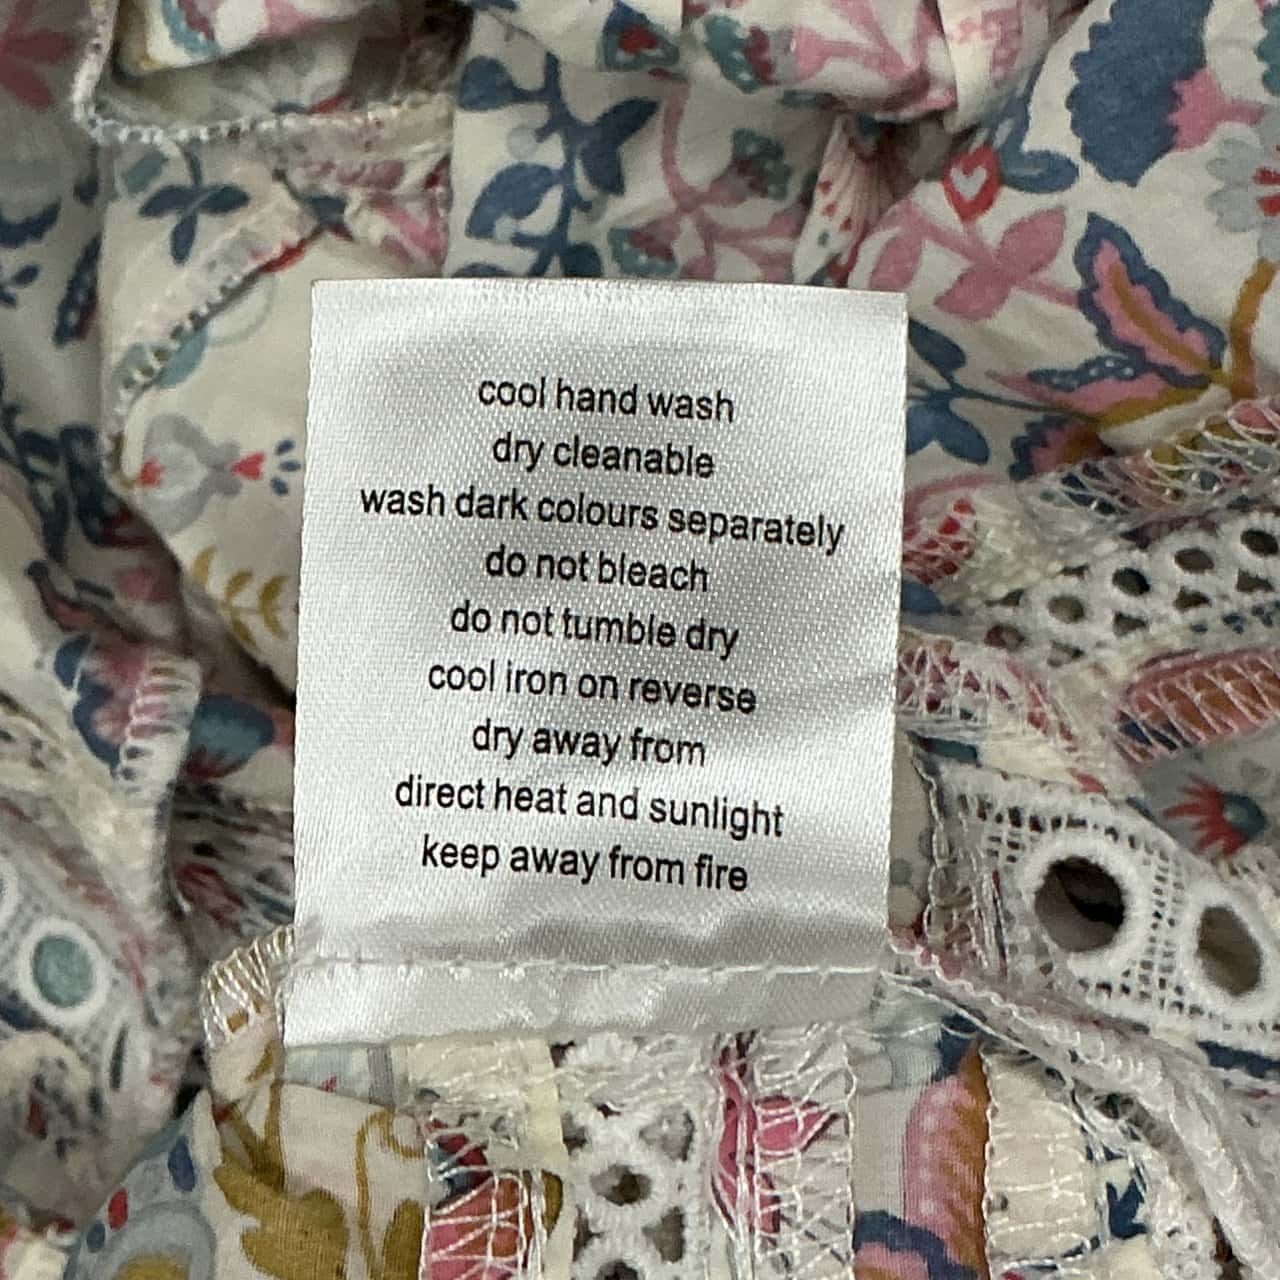 cool hand wash
dry cleanable
wash dark colours separately
do not bleach
do not tumble dry
cool iron on reverse
dry away from
direct heat and sunlight
keep away from fire